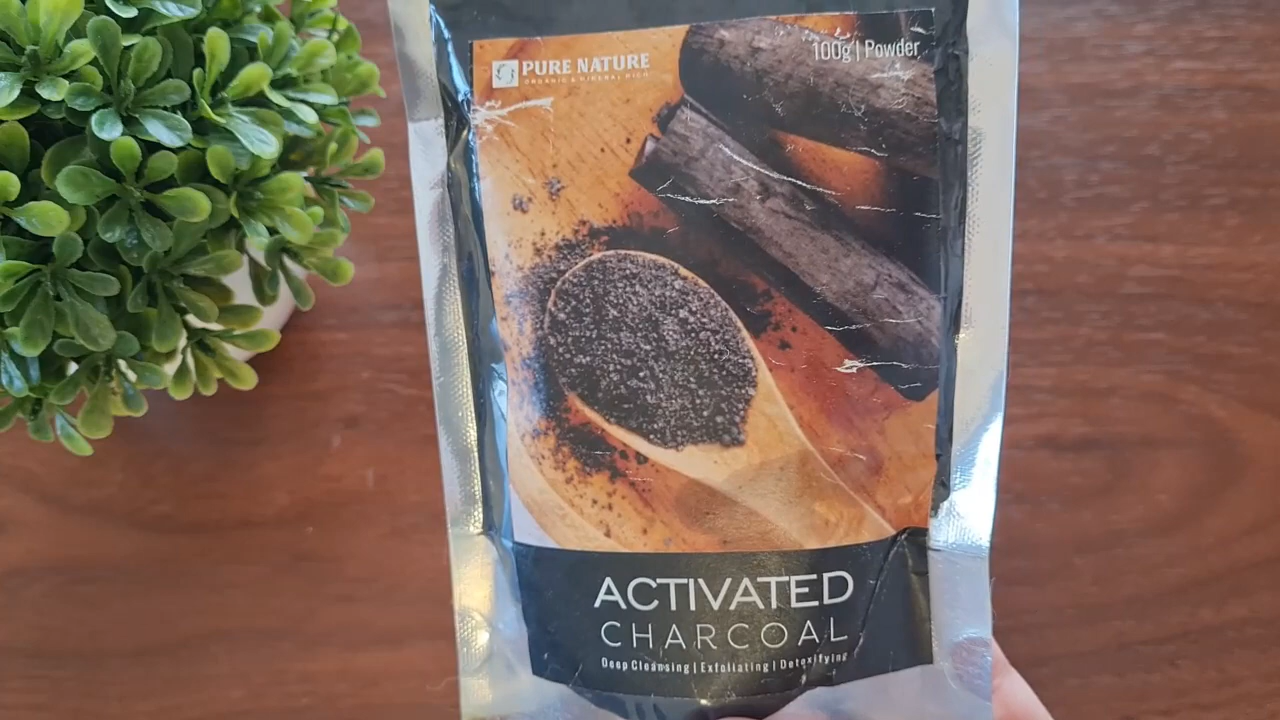 PURE NATURE
ORGANIC & MINERAL RICH
100g | Powder
ACTIVATED
CHARCOAL
Deep Cleansing | Exfoliating | Detoxifying